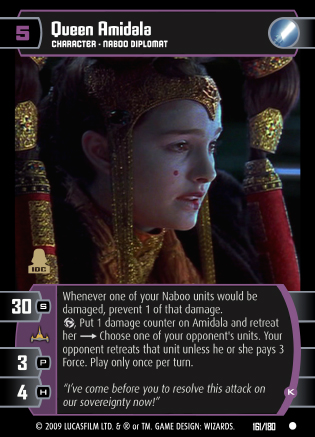 5 Queen Amidala
CHARACTER - NABOO DIPLOMAT
IDC
30 S
3 P
4 H
Whenever one of your Naboo units would be
damaged, prevent 1 of that damage.
, Put 1 damage counter on Amidala and retreat
her → Choose one of your opponent's units. Your
opponent retreats that unit unless he or she pays 3
Force. Play only once per turn.
"I've come before you to resolve this attack on
our sovereignty now!"
K
© 2009 LUCASFILM LTD. & ® or TM. GAME DESIGN: WIZARDS. 161/180